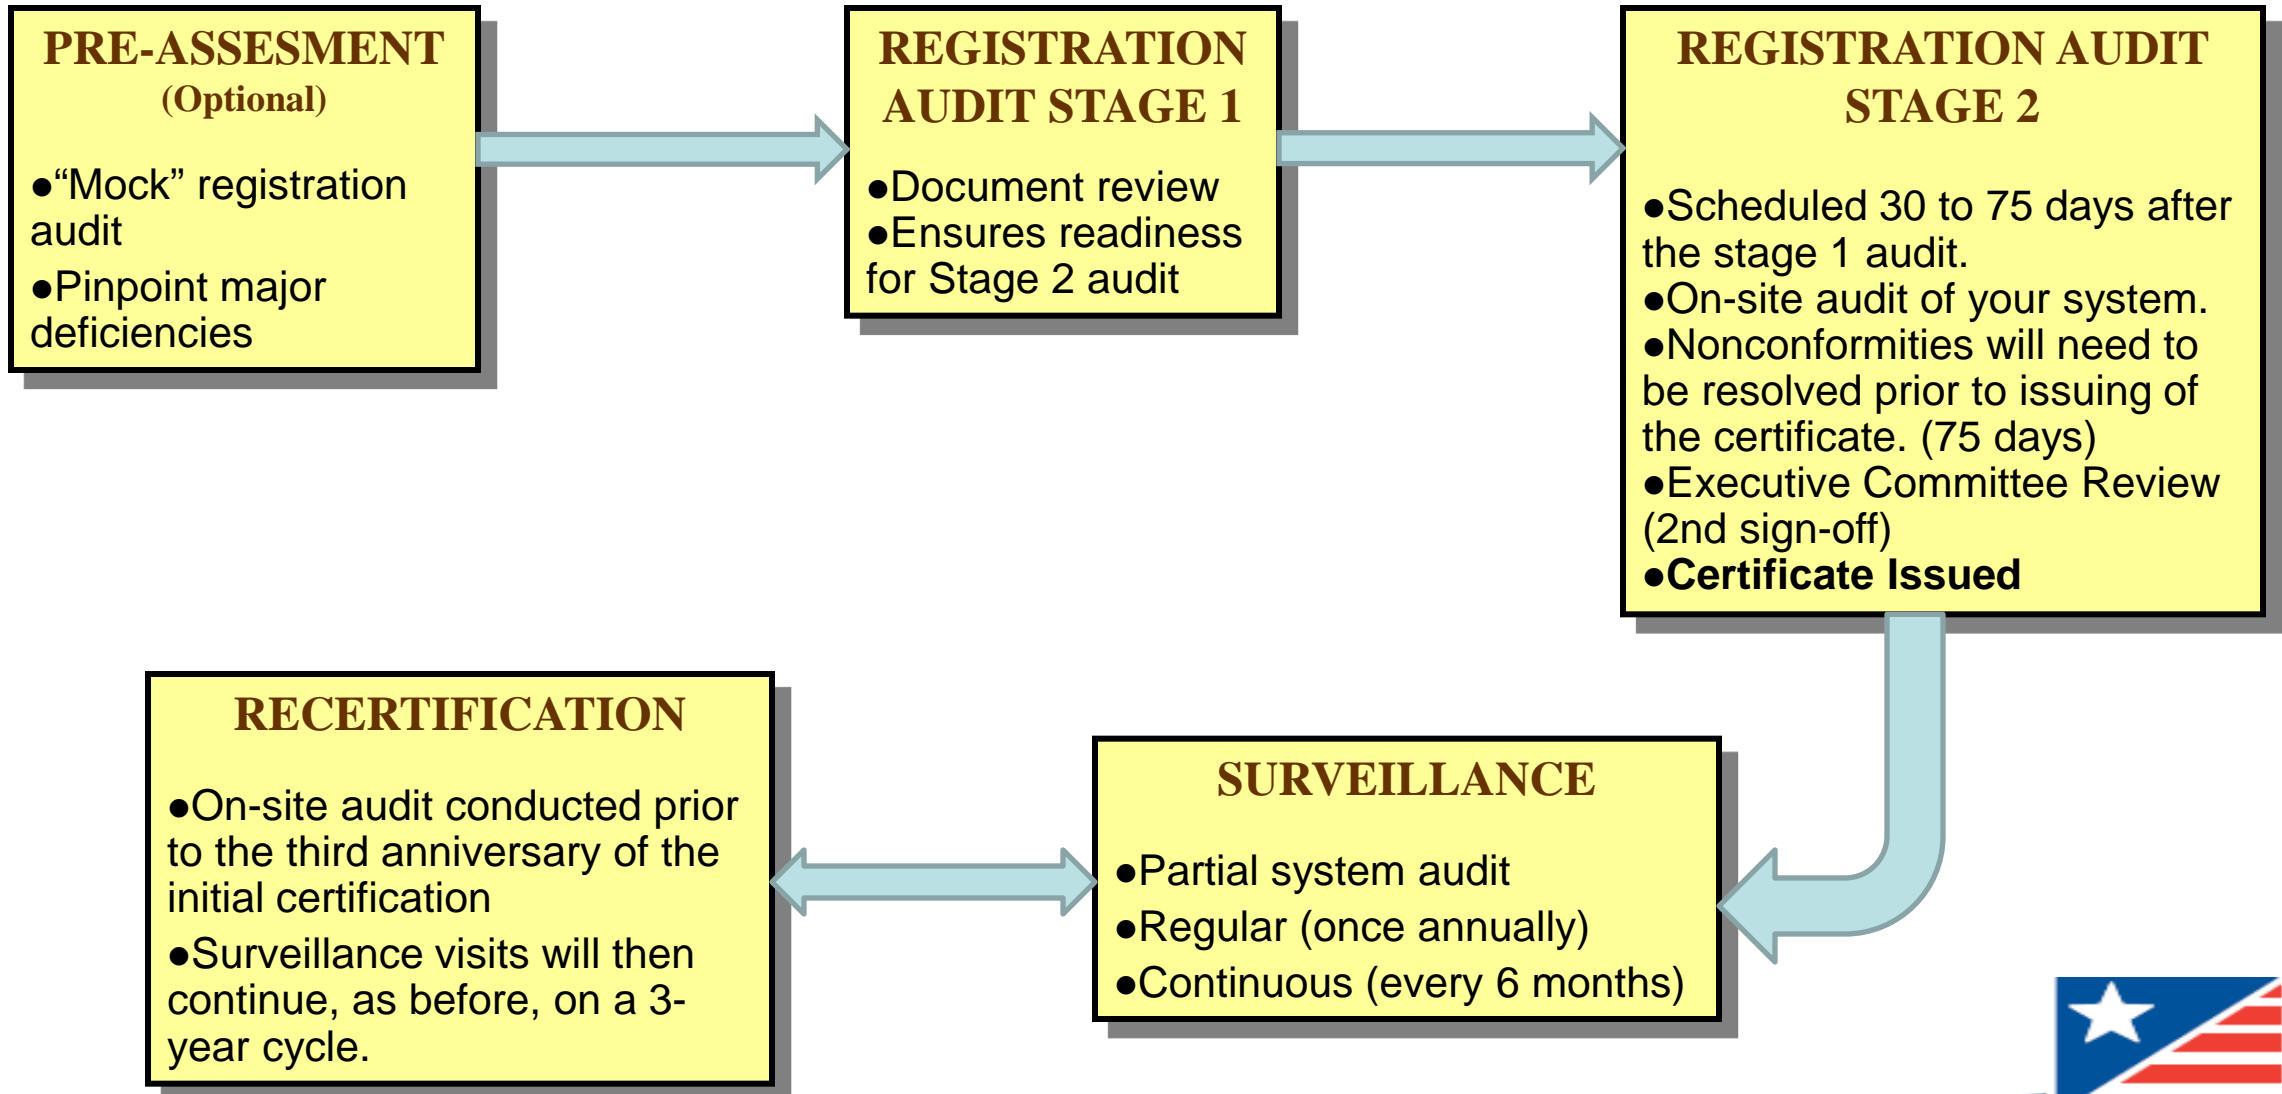 PRE-ASSESMENT
(Optional)
●“Mock” registration
audit
●Pinpoint major
deficiencies
REGISTRATION
AUDIT STAGE 1
●Document review
●Ensures readiness
for Stage 2 audit
REGISTRATION AUDIT
STAGE 2
●Scheduled 30 to 75 days after
the stage 1 audit.
●On-site audit of your system.
●Nonconformities will need to
be resolved prior to issuing of
the certificate. (75 days)
●Executive Committee Review
(2nd sign-off)
●Certificate Issued
SURVEILLANCE
●Partial system audit
●Regular (once annually)
●Continuous (every 6 months)
RECERTIFICATION
●On-site audit conducted prior
to the third anniversary of the
initial certification
●Surveillance visits will then
continue, as before, on a 3-
year cycle.